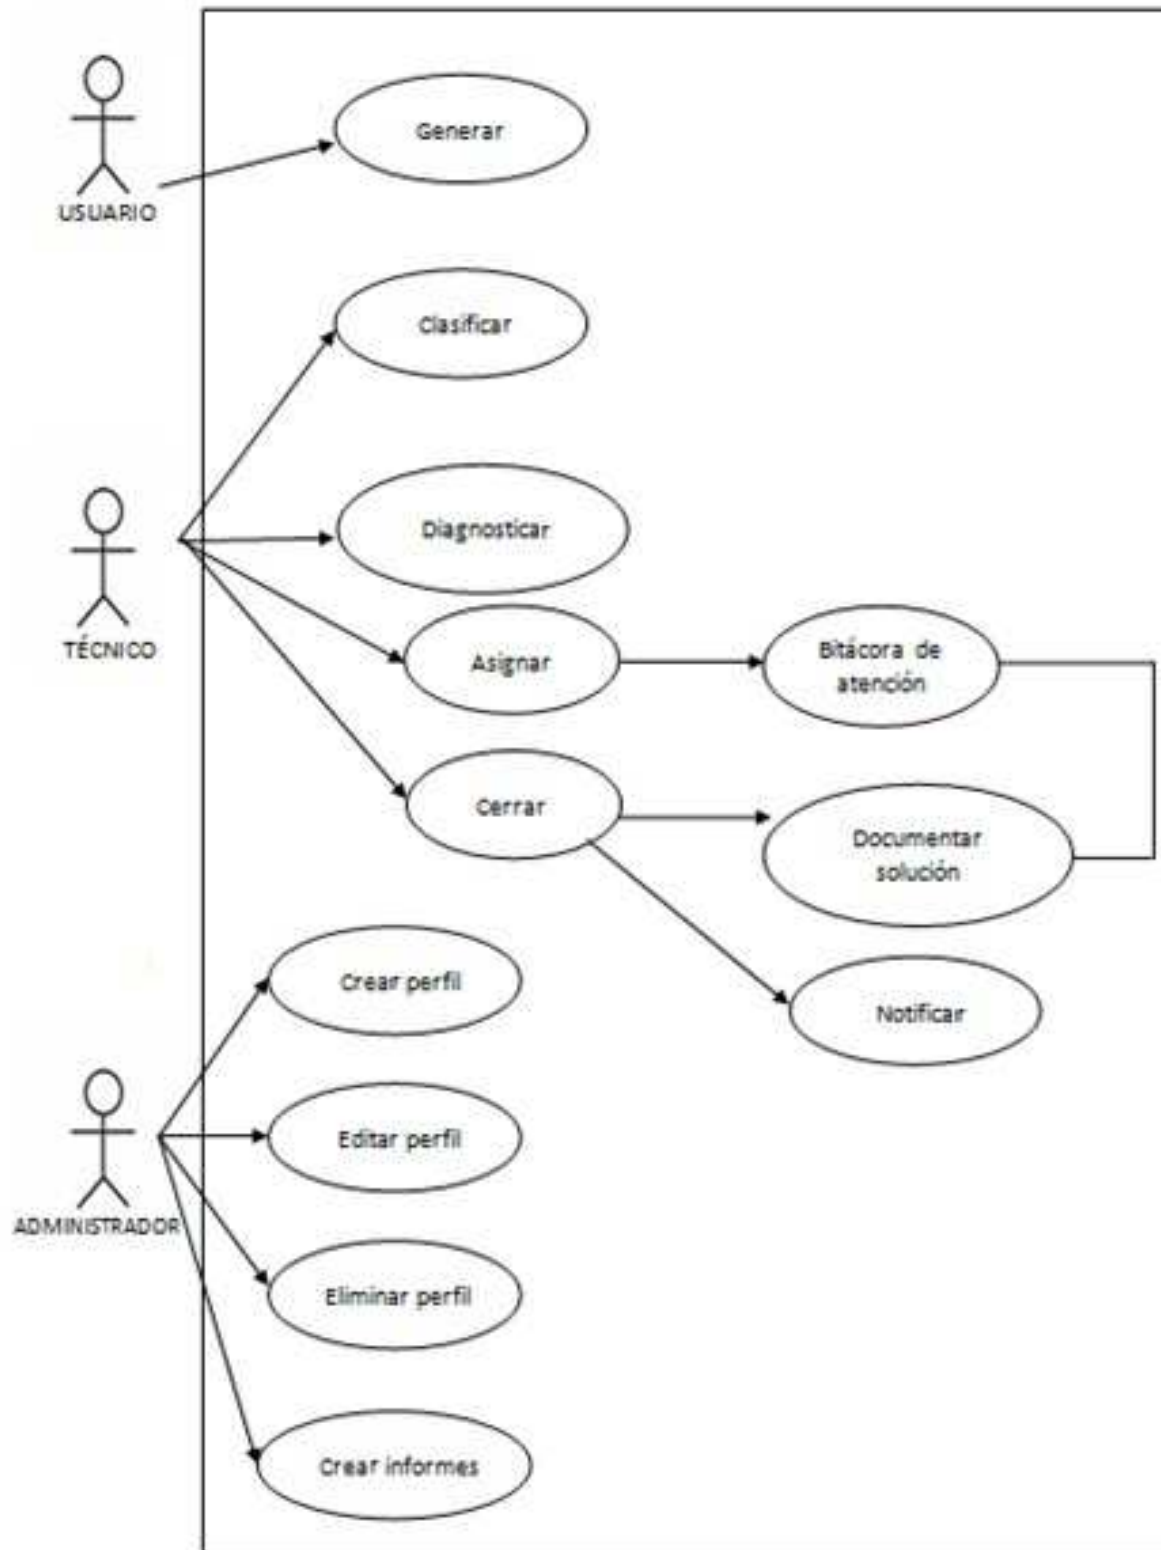 Generar
USUARIO
Clasificar
Diagnosticar
TÉCNICO
Asignar
Bitácora de
atención
Cerrar
Documentar
solución
Crear perfil
Notificar
Editar perfil
ADMINISTRADOR
Eliminar perfil
Crear informes